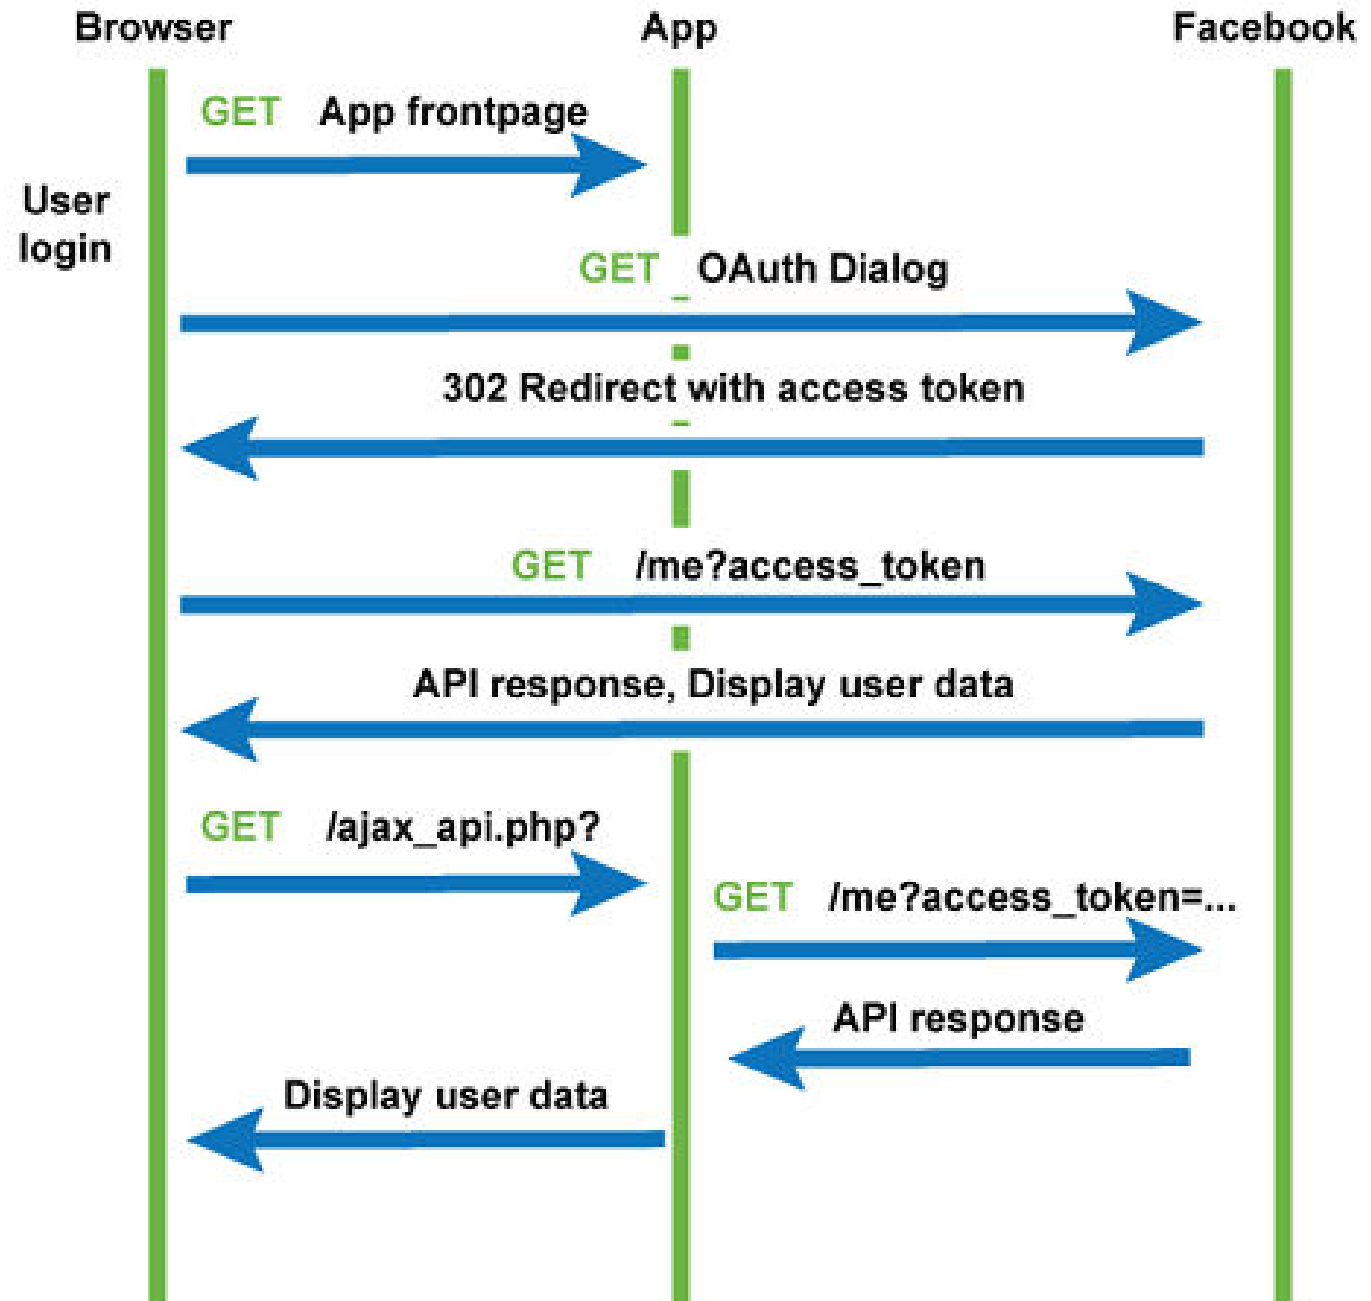 Browser App Facebook
GET App frontpage
User
login
GET OAuth Dialog
302 Redirect with access token
GET /me?access_token
API response, Display user data
GET /ajax_api.php?
GET /me?access_token=...
API response
Display user data